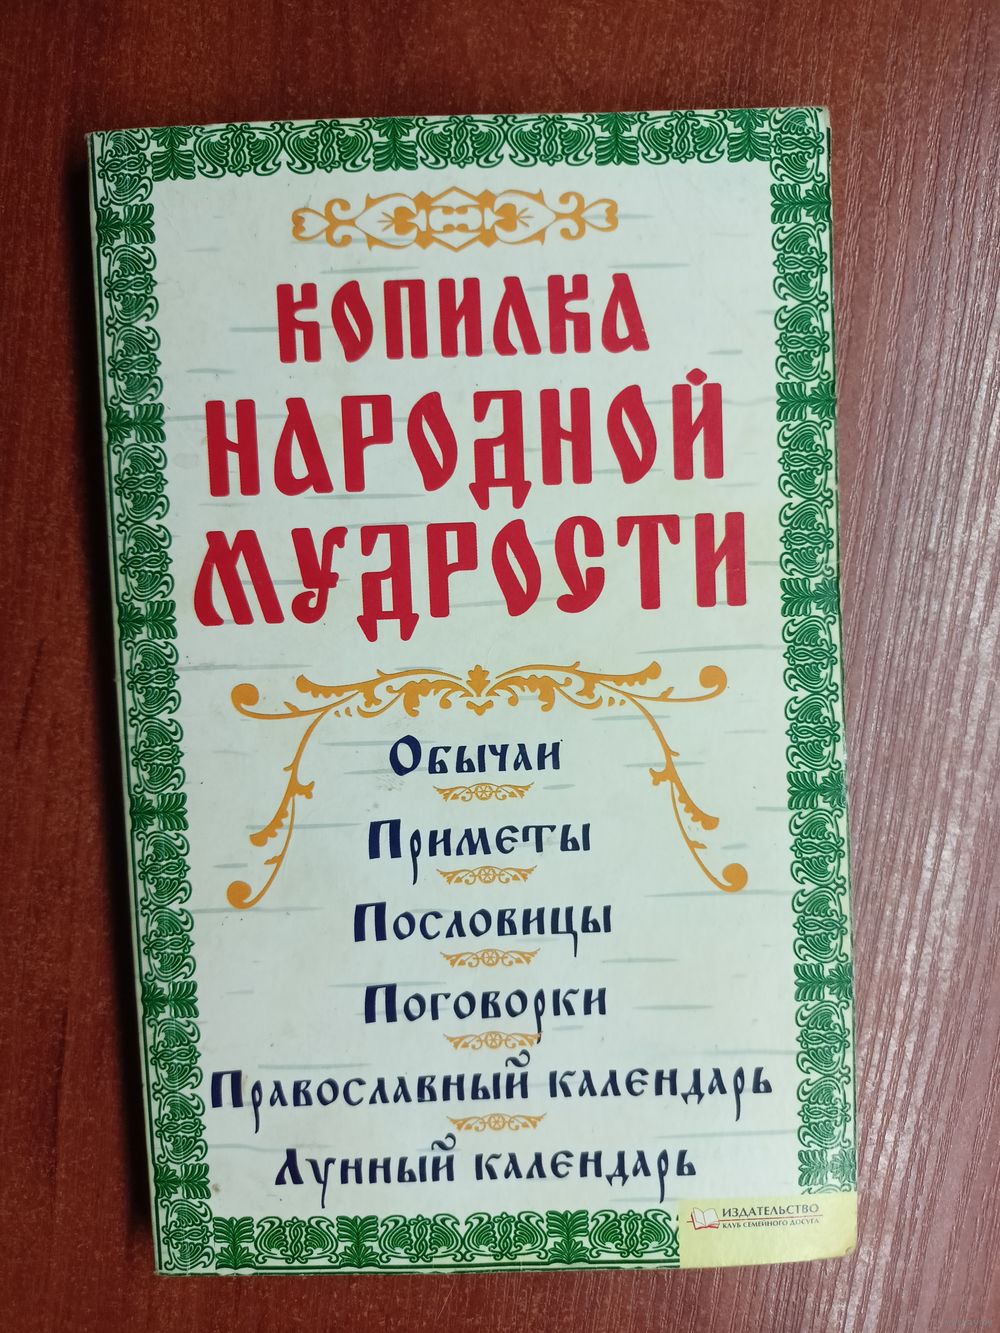 КОПИЛКА
НАРОДНОЙ
МУДРОСТИ
Обычаи
Приметы
Пословицы
Поговорки
Православный календарь
Лунный календарь
ИЗДАТЕЛЬСТВО
КЛУБ СЕМЕЙНОГО ДОСУГА